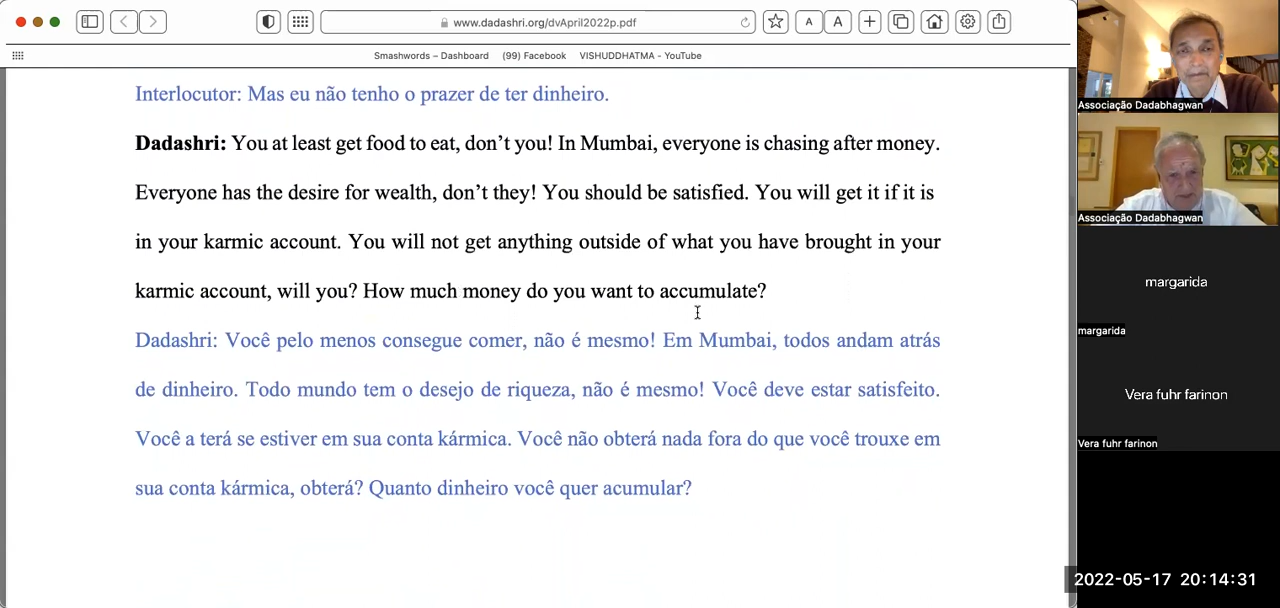 www.dadashri.org/dvApril2022p.pdf
A A
Smashwords – Dashboard (99) Facebook VISHUDDHATMA - YouTube
Interlocutor: Mas eu não tenho o prazer de ter dinheiro.
Dadashri: You at least get food to eat, don’t you! In Mumbai, everyone is chasing after money.
Everyone has the desire for wealth, don’t they! You should be satisfied. You will get it if it is
in your karmic account. You will not get anything outside of what you have brought in your
karmic account, will you? How much money do you want to accumulate?
Dadashri: Você pelo menos consegue comer, não é mesmo! Em Mumbai, todos andam atrás
de dinheiro. Todo mundo tem o desejo de riqueza, não é mesmo! Você deve estar satisfeito.
Você a terá se estiver em sua conta kármica. Você não obterá nada fora do que você trouxe em
sua conta kármica, obterá? Quanto dinheiro você quer acumular?
Associação Dadabhagwan
Associação Dadabhagwan
margarida
margarida
Vera fuhr farinon
Vera fuhr farinon
2022-05-17 20:14:31